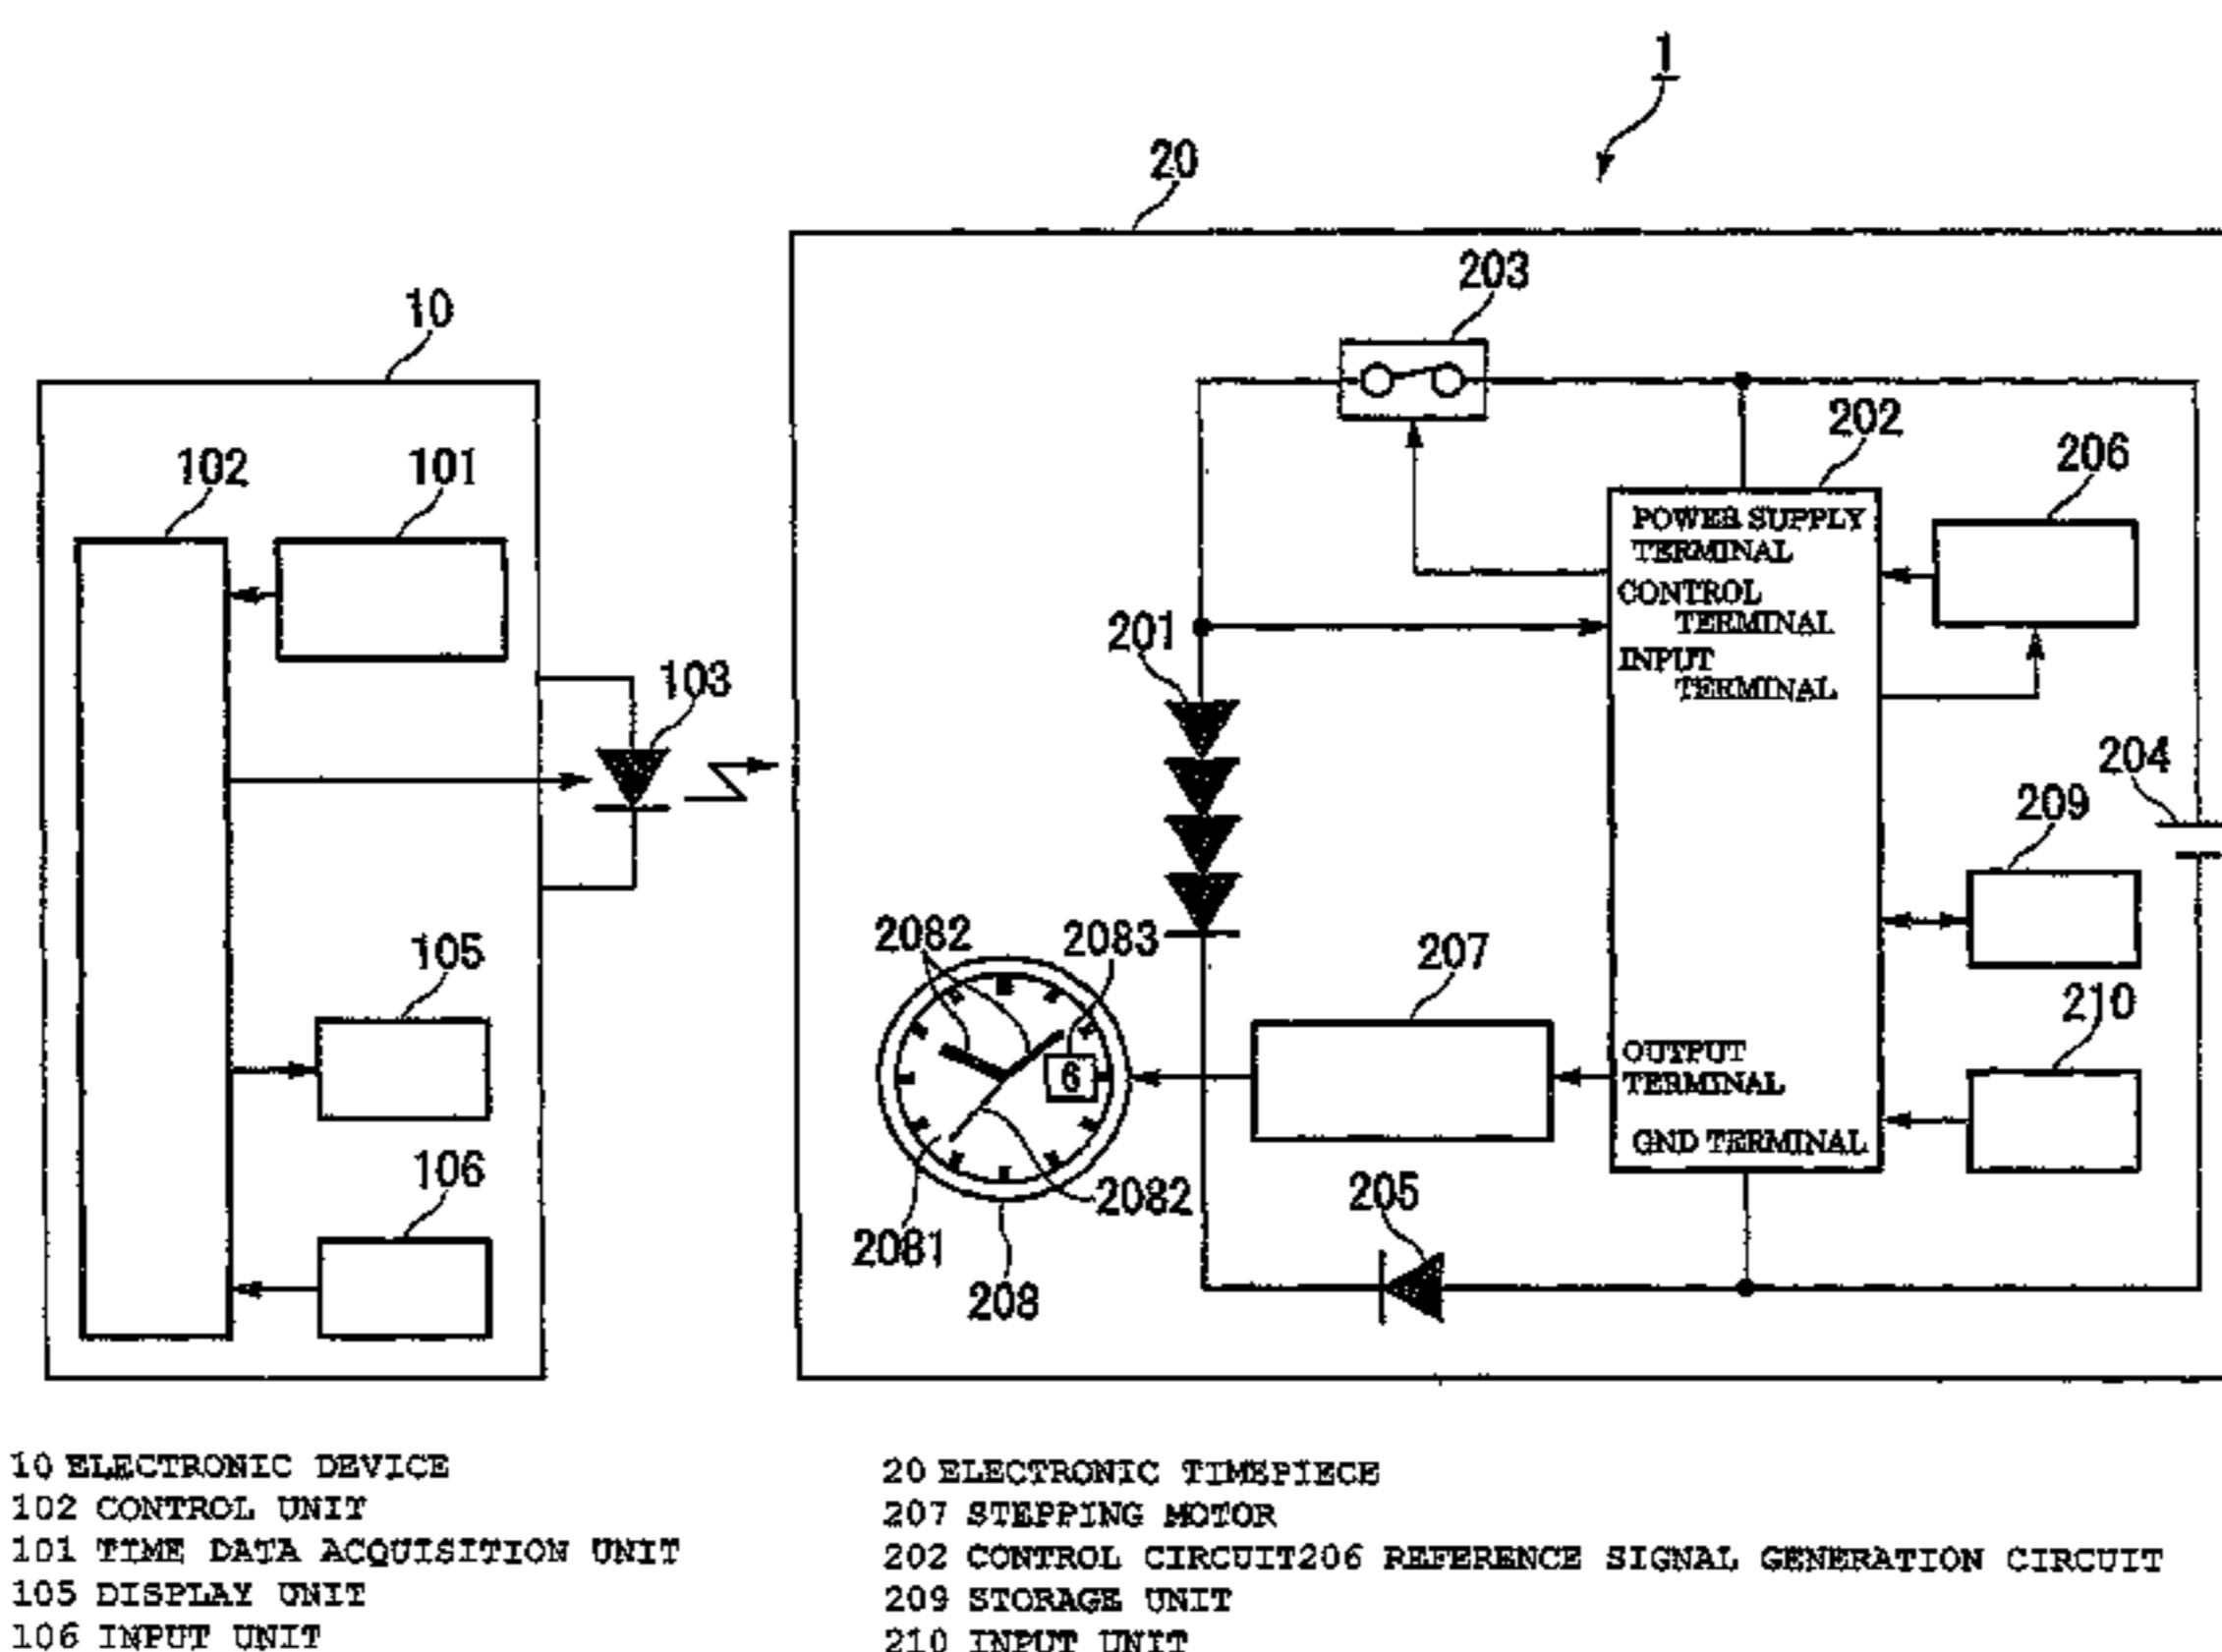 1
20
203
10
202
206
102
101
POWER SUPPLY
TERMINAL
CONTROL
TERMINAL
201
INPUT
TERMINAL
103
204
209
105
2082
2083
207
210
6
OUTPUT
TERMINAL
GND TERMINAL
106
2082
205
2081
208
10 ELECTRONIC DEVICE
102 CONTROL UNIT
101 TIME DATA ACQUISITION UNIT
105 DISPLAY UNIT
106 INPUT UNIT
20 ELECTRONIC TIMEPIECE
207 STEPPING MOTOR
202 CONTROL CIRCUIT206 REFERENCE SIGNAL GENERATION CIRCUIT
209 STORAGE UNIT
210 INPUT UNIT